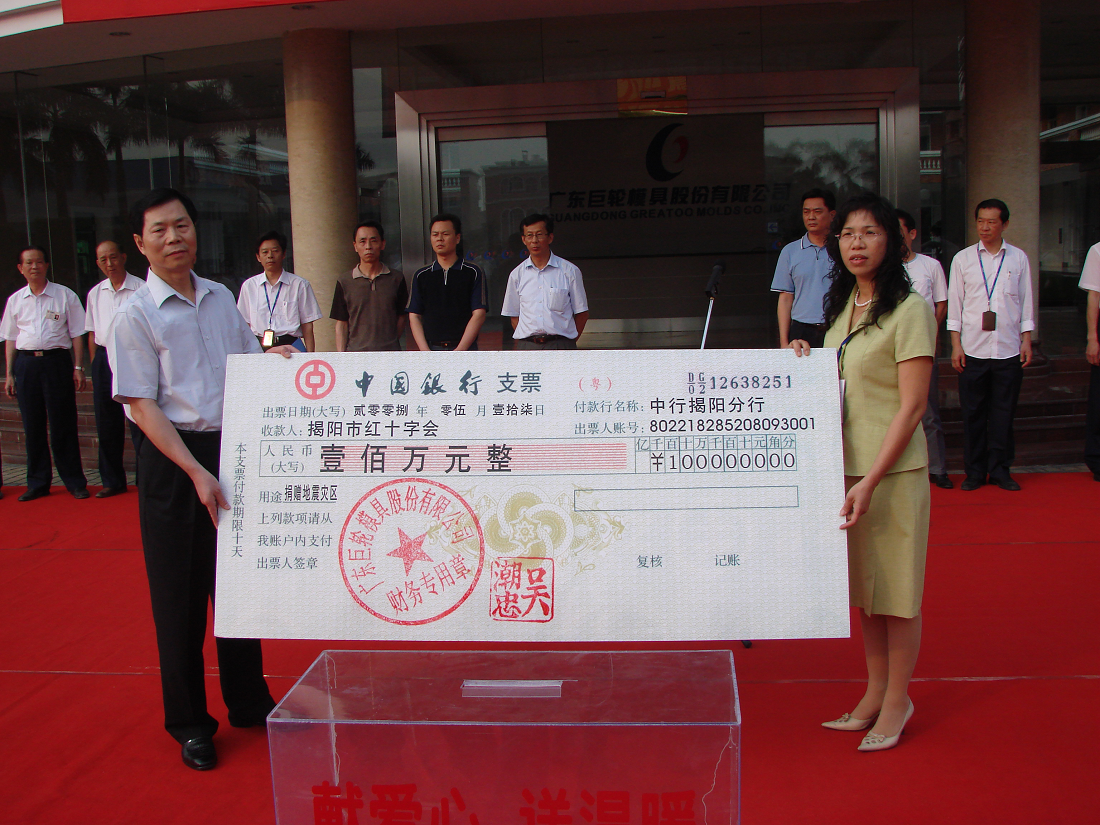 广东巨轮模具股份有限公司
GUANGDONG GREATOO MOLDS CO., INC.
中国银行 支票 (粤) DG 02 12638251
出票日期(大写) 贰零零捌 年 零伍 月 壹拾柒日 付款行名称: 中行揭阳分行
收款人: 揭阳市红十字会 出票人账号: 802218285208093001
人民币(大写) 壹佰万元整 亿千百十万千百十元角分
¥100000000
用途 捐赠地震灾区
上列款项请从
我账户内支付
出票人签章 复核 记账
本支票付款期限十天
广东巨轮模具股份有限公司
财务专用章
吴潮忠
献爱心 送温暖